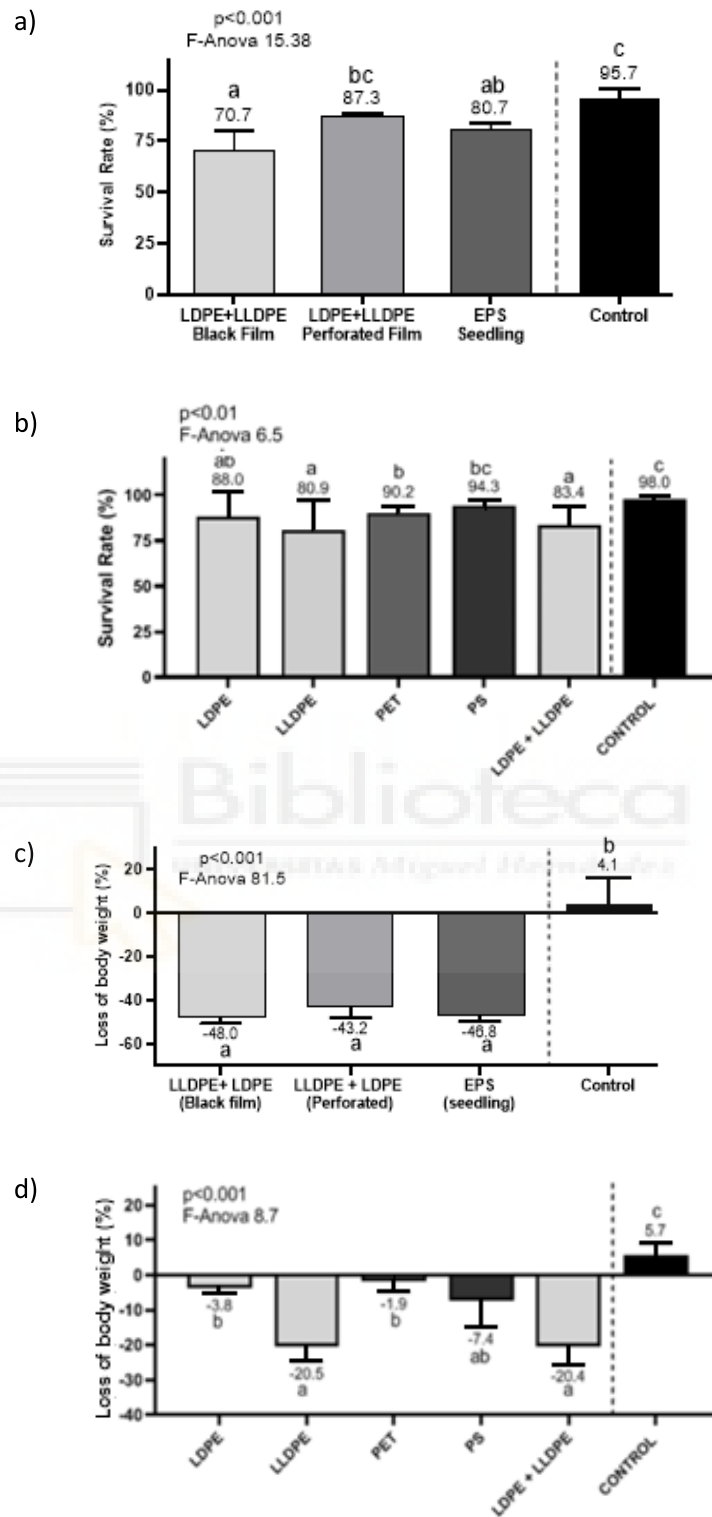 a)
p<0.001
F-Anova 15.38
Survival Rate (%)
100
75
50
25
0
a
70.7
bc
87.3
ab
80.7
c
95.7
LDPE+LLDPE
Black Film
LDPE+LLDPE
Perforated Film
EPS
Seedling
Control
b)
p<0.01
F-Anova 6.5
Survival Rate (%)
100
75
50
25
0
ab
88.0
a
80.9
b
90.2
bc
94.3
a
83.4
c
98.0
LDPE
LLDPE
PET
PS
LDPE + LLDPE
CONTROL
Biblioteca
UNIVERSITAS Miguel Hernández
c)
p<0.001
F-Anova 81.5
Loss of body weight (%)
20
0
-20
-40
-60
-48.0
a
-43.2
a
-46.8
a
b
4.1
LLDPE+ LDPE
(Black film)
LLDPE + LDPE
(Perforated)
EPS
(seedling)
Control
d)
p<0.001
F-Anova 8.7
Loss of body weight (%)
20
10
0
-10
-20
-30
-40
-3.8
b
-20.5
a
-1.9
b
-7.4
ab
-20.4
a
c
5.7
LDPE
LLDPE
PET
PS
LDPE + LLDPE
CONTROL